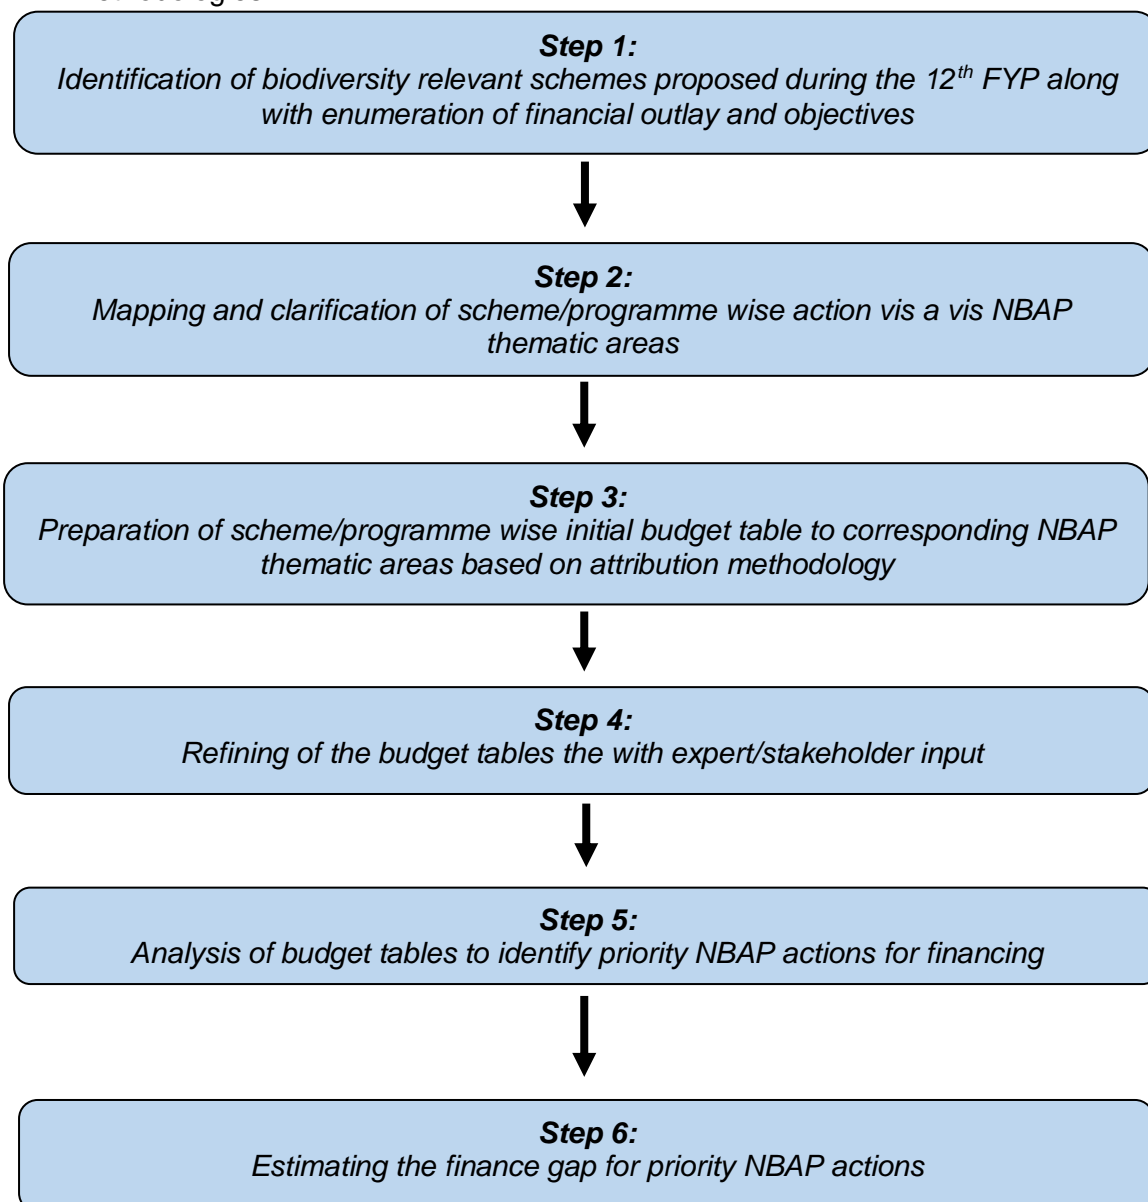 Step 1:
Identification of biodiversity relevant schemes proposed during the 12th FYP along
with enumeration of financial outlay and objectives
Step 2:
Mapping and clarification of scheme/programme wise action vis a vis NBAP
thematic areas
Step 3:
Preparation of scheme/programme wise initial budget table to corresponding NBAP
thematic areas based on attribution methodology
Step 4:
Refining of the budget tables the with expert/stakeholder input
Step 5:
Analysis of budget tables to identify priority NBAP actions for financing
Step 6:
Estimating the finance gap for priority NBAP actions